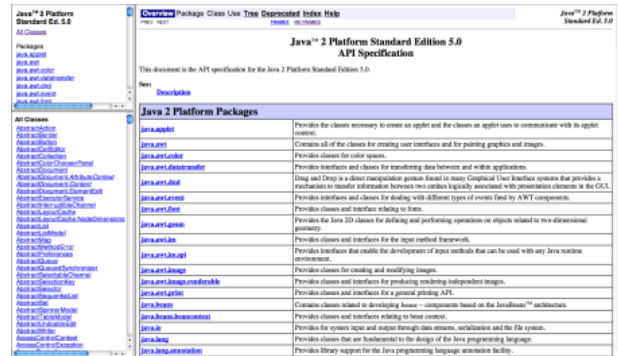 Java™ 2 Platform
Standard Ed. 5.0
All Classes
Packages
java.applet
java.awt
java.awt.color
java.awt.datatransfer
java.awt.dnd
java.awt.event
java.awt.font
All Classes
AbstractAction
AbstractBorder
AbstractButton
AbstractCellEditor
AbstractCollection
AbstractColorChooserPanel
AbstractDocument
AbstractDocument.AttributeContext
AbstractDocument.Content
AbstractDocument.ElementEdit
AbstractExecutorService
AbstractInterruptibleChannel
AbstractLayoutCache
AbstractLayoutCache.NodeDimensions
AbstractList
AbstractListModel
AbstractMap
AbstractMethodError
AbstractPreferences
AbstractQueue
AbstractQueuedSynchronizer
AbstractSelectableChannel
AbstractSelectionKey
AbstractSelector
AbstractSequentialList
AbstractSet
AbstractSpinnerModel
AbstractTableModel
AbstractUndoableEdit
AbstractWriter
AccessControlContext
AccessControlException
Overview Package Class Use Tree Deprecated Index Help
PREV NEXT FRAMES NO FRAMES
Java™ 2 Platform
Standard Ed. 5.0
Java™ 2 Platform Standard Edition 5.0
API Specification
This document is the API specification for the Java 2 Platform Standard Edition 5.0.
See:
Description
Java 2 Platform Packages
java.applet Provides the classes necessary to create an applet and the classes an applet uses to communicate with its applet
context.
java.awt Contains all of the classes for creating user interfaces and for painting graphics and images.
java.awt.color Provides classes for color spaces.
java.awt.datatransfer Provides interfaces and classes for transferring data between and within applications.
java.awt.dnd Drag and Drop is a direct manipulation gesture found in many Graphical User Interface systems that provides a
mechanism to transfer information between two entities logically associated with presentation elements in the GUI.
java.awt.event Provides interfaces and classes for dealing with different types of events fired by AWT components.
java.awt.font Provides classes and interface relating to fonts.
java.awt.geom Provides the Java 2D classes for defining and performing operations on objects related to two-dimensional
geometry.
java.awt.im Provides classes and interfaces for the input method framework.
java.awt.im.spi Provides interfaces that enable the development of input methods that can be used with any Java runtime
environment.
java.awt.image Provides classes for creating and modifying images.
java.awt.image.renderable Provides classes and interfaces for producing rendering-independent images.
java.awt.print Provides classes and interfaces for a general printing API.
java.beans Contains classes related to developing beans -- components based on the JavaBeans™ architecture.
java.beans.beancontext Provides classes and interfaces relating to bean context.
java.io Provides for system input and output through data streams, serialization and the file system.
java.lang Provides classes that are fundamental to the design of the Java programming language.
java.lang.annotation Provides library support for the Java programming language annotation facility.